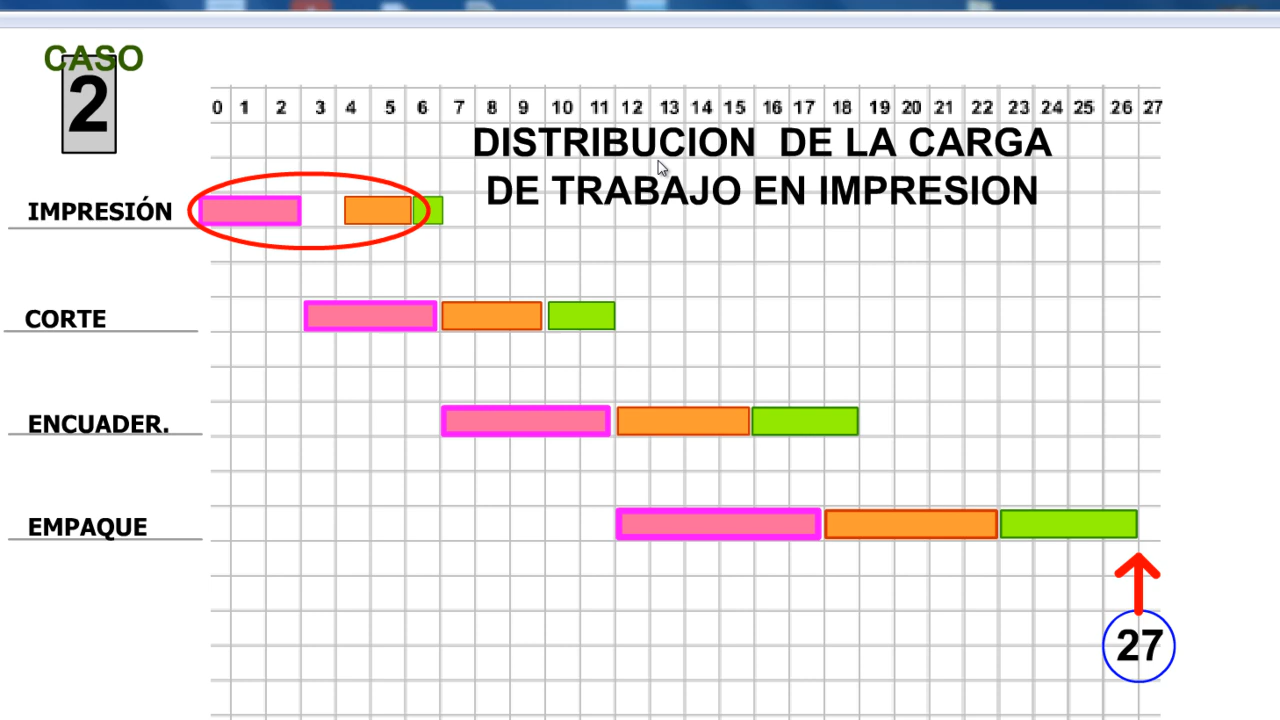 CASO
2
0 1 2 3 4 5 6 7 8 9 10 11 12 13 14 15 16 17 18 19 20 21 22 23 24 25 26 27
DISTRIBUCION DE LA CARGA
DE TRABAJO EN IMPRESION
IMPRESIÓN
CORTE
ENCUADER.
EMPAQUE
27